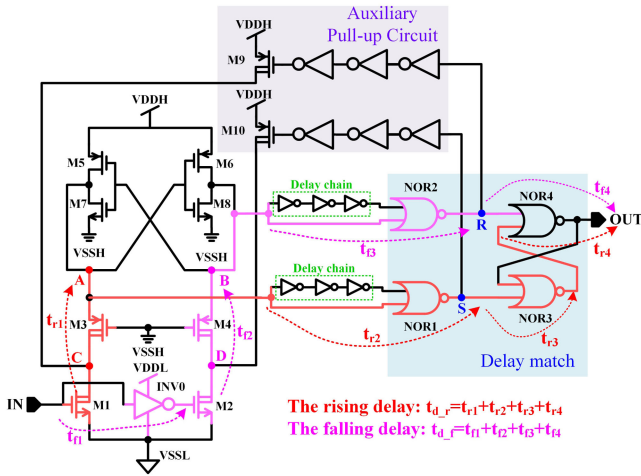 Auxiliary
Pull-up Circuit
VDDH
M9
VDDH
M10
VDDH
M5
M6
M7
M8
VSSH
VSSH
Delay chain
NOR2
NOR4
t_f4
R
OUT
t_f3
t_r4
A
B
Delay chain
t_r1
t_f2
M3
M4
VSSH
S
NOR1
NOR3
t_r2
t_r3
C
D
Delay match
VDDL
INV0
IN
M1
M2
t_f1
VSSL
The rising delay: t_d_r=t_r1+t_r2+t_r3+t_r4
The falling delay: t_d_f=t_f1+t_f2+t_f3+t_f4